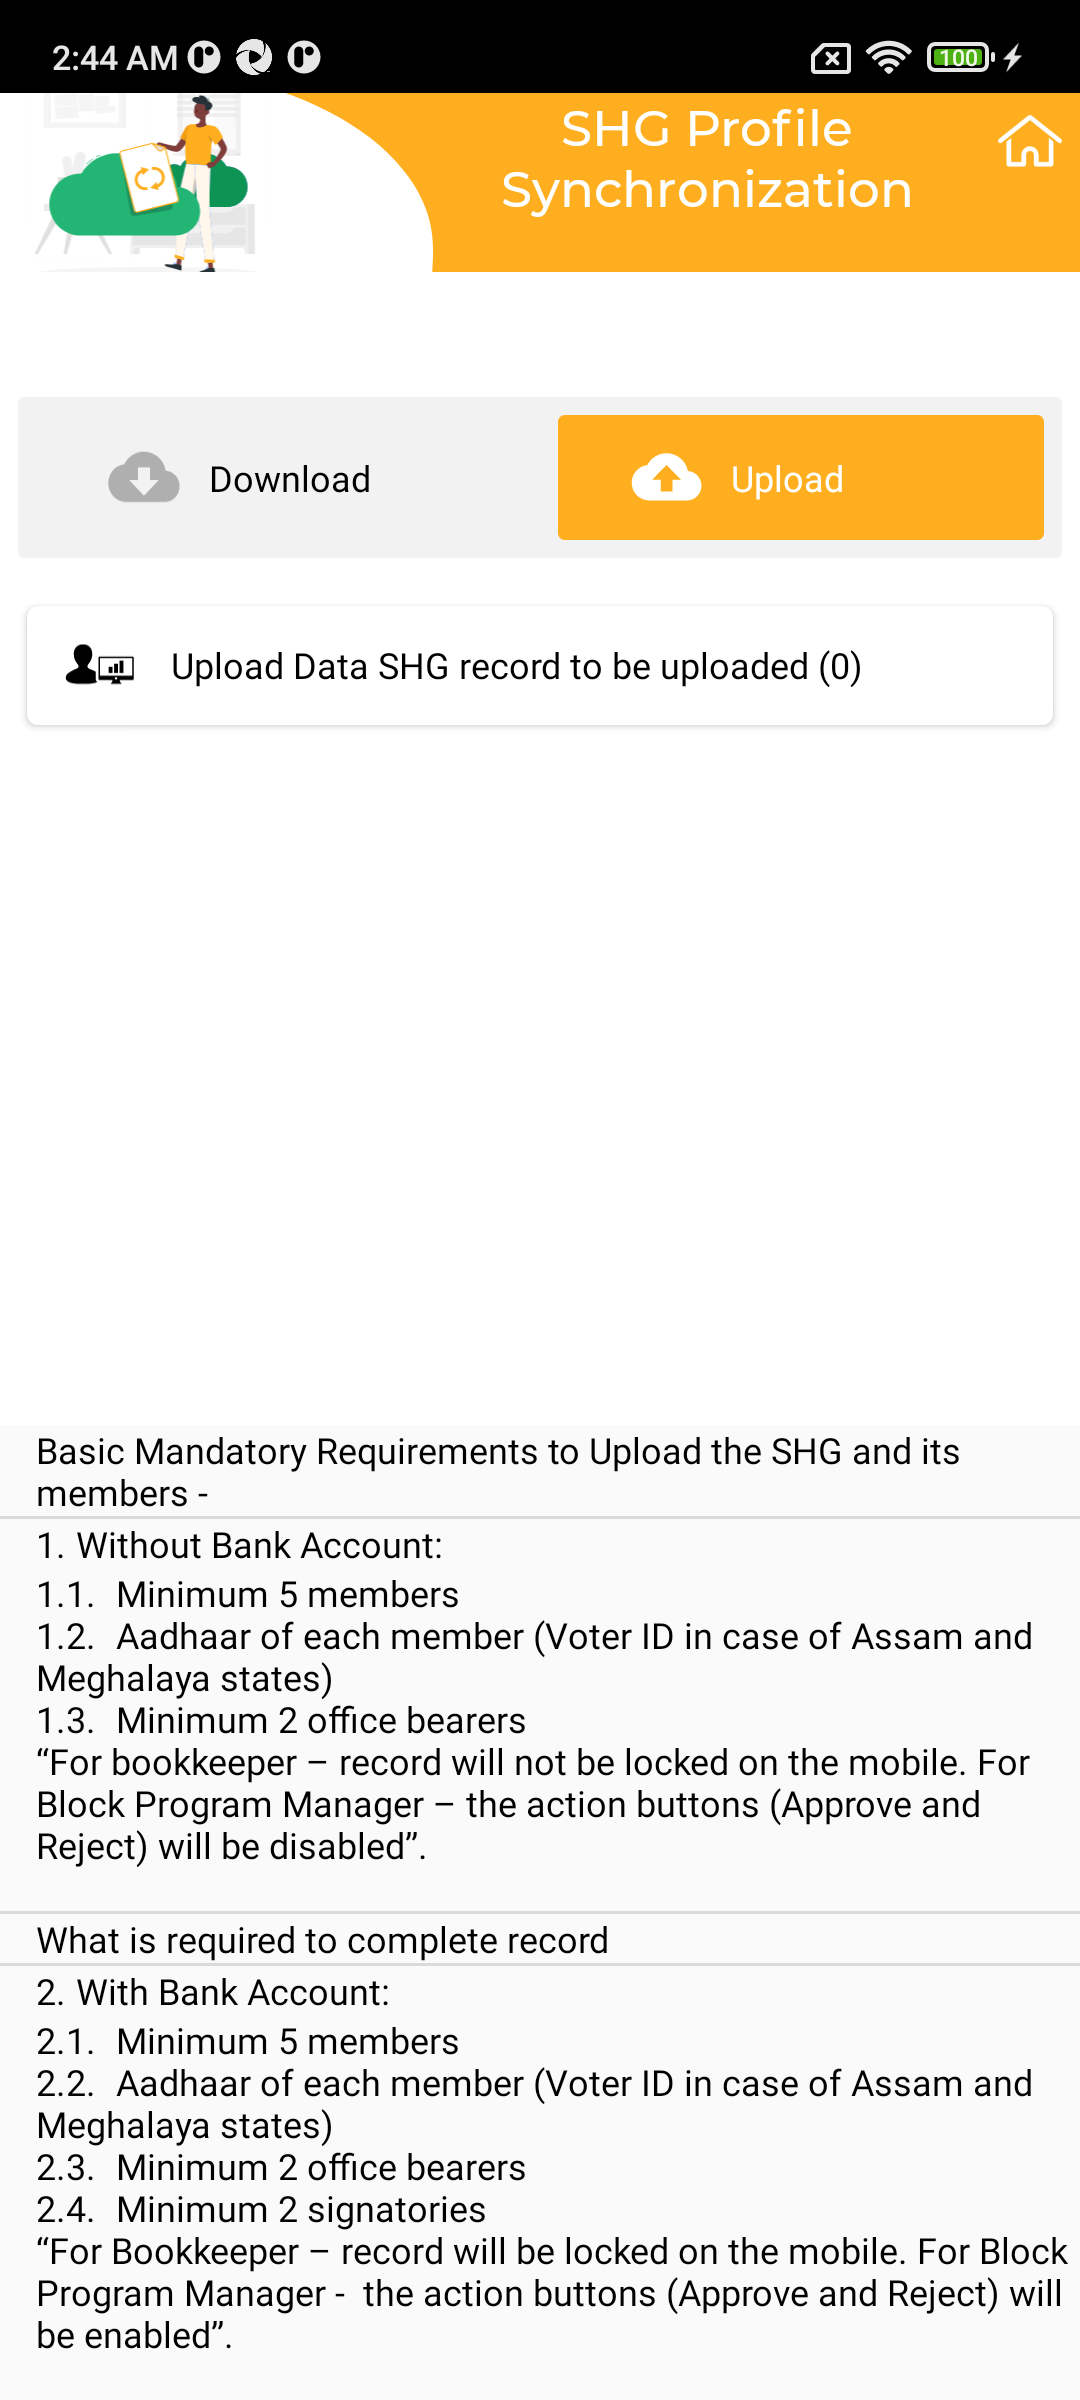 2:44 AM
100
SHG Profile
Synchronization
Download
Upload
Upload Data SHG record to be uploaded (0)
Basic Mandatory Requirements to Upload the SHG and its
members -
1. Without Bank Account:
1.1.  Minimum 5 members
1.2.  Aadhaar of each member (Voter ID in case of Assam and
Meghalaya states)
1.3.  Minimum 2 office bearers
“For bookkeeper – record will not be locked on the mobile. For
Block Program Manager – the action buttons (Approve and
Reject) will be disabled”.
What is required to complete record
2. With Bank Account:
2.1.  Minimum 5 members
2.2.  Aadhaar of each member (Voter ID in case of Assam and
Meghalaya states)
2.3.  Minimum 2 office bearers
2.4.  Minimum 2 signatories
“For Bookkeeper – record will be locked on the mobile. For Block
Program Manager -  the action buttons (Approve and Reject) will
be enabled”.